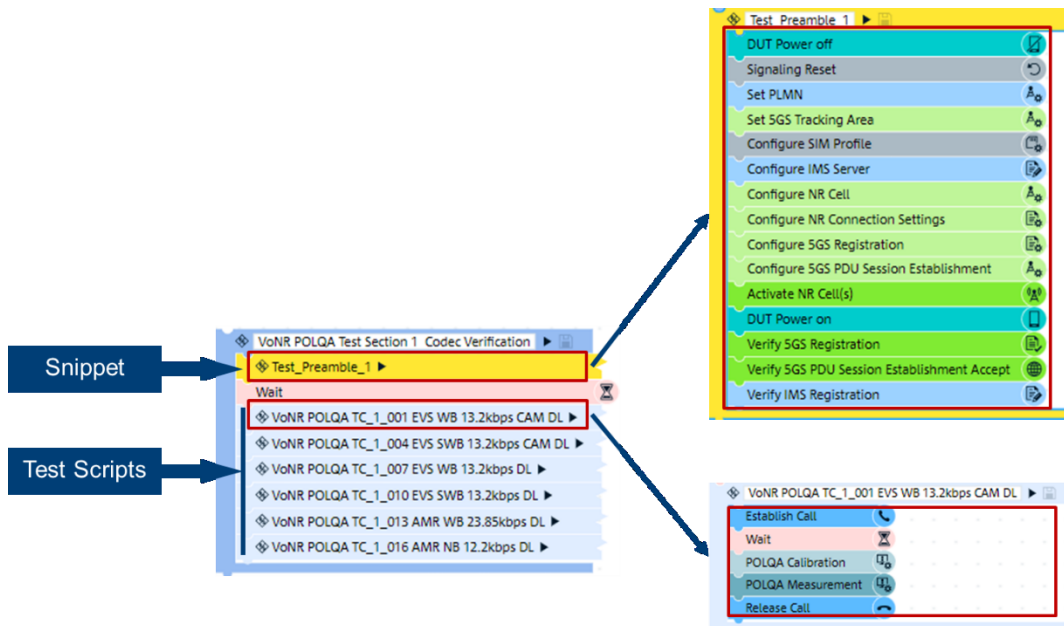 Test_Preamble_1
DUT Power off
Signaling Reset
Set PLMN
Set 5GS Tracking Area
Configure SIM Profile
Configure IMS Server
Configure NR Cell
Configure NR Connection Settings
Configure 5GS Registration
Configure 5GS PDU Session Establishment
Activate NR Cell(s)
DUT Power on
Verify 5GS Registration
Verify 5GS PDU Session Establishment Accept
Verify IMS Registration
Snippet
Test Scripts
VoNR POLQA Test Section 1 Codec Verification
Test_Preamble_1
Wait
VoNR POLQA TC_1_001 EVS WB 13.2kbps CAM DL
VoNR POLQA TC_1_004 EVS SWB 13.2kbps CAM DL
VoNR POLQA TC_1_007 EVS WB 13.2kbps DL
VoNR POLQA TC_1_010 EVS SWB 13.2kbps DL
VoNR POLQA TC_1_013 AMR WB 23.85kbps DL
VoNR POLQA TC_1_016 AMR NB 12.2kbps DL
VoNR POLQA TC_1_001 EVS WB 13.2kbps CAM DL
Establish Call
Wait
POLQA Calibration
POLQA Measurement
Release Call